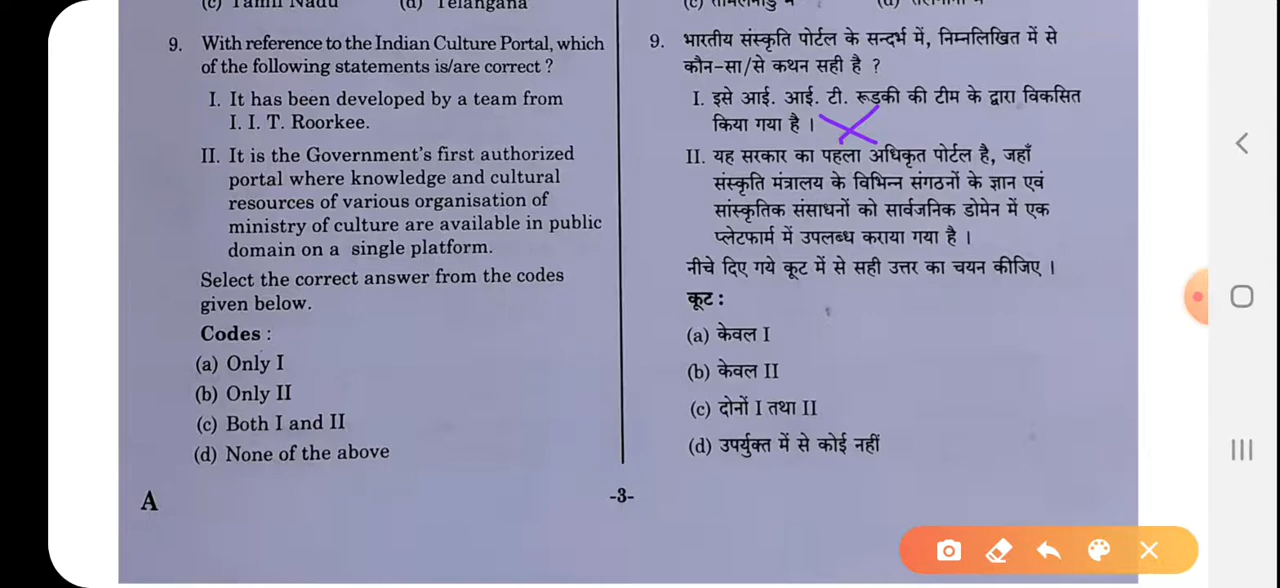 (c) Tamil Nadu (d) Telangana
9. With reference to the Indian Culture Portal, which
of the following statements is/are correct ?
I. It has been developed by a team from
I. I. T. Roorkee.
II. It is the Government's first authorized
portal where knowledge and cultural
resources of various organisation of
ministry of culture are available in public
domain on a single platform.
Select the correct answer from the codes
given below.
Codes :
(a) Only I
(b) Only II
(c) Both I and II
(d) None of the above
A
-3-
9. भारतीय संस्कृति पोर्टल के सन्दर्भ में, निम्नलिखित में से
कौन-सा/से कथन सही है ?
I. इसे आई. आई. टी. रूड़की की टीम के द्वारा विकसित
किया गया है ।
II. यह सरकार का पहला अधिकृत पोर्टल है, जहाँ
संस्कृति मंत्रालय के विभिन्न संगठनों के ज्ञान एवं
सांस्कृतिक संसाधनों को सार्वजनिक डोमेन में एक
प्लेटफार्म में उपलब्ध कराया गया है ।
नीचे दिए गये कूट में से सही उत्तर का चयन कीजिए ।
कूट :
(a) केवल I
(b) केवल II
(c) दोनों I तथा II
(d) उपर्युक्त में से कोई नहीं